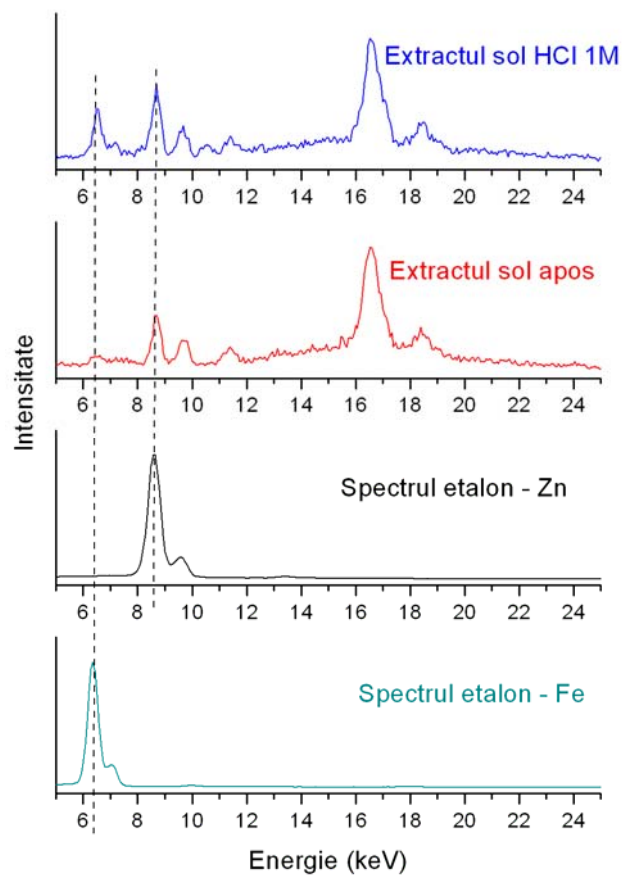 Extractul sol HCl 1M
6 8 10 12 14 16 18 20 22 24
Extractul sol apos
6 8 10 12 14 16 18 20 22 24
Intensitate
Spectrul etalon - Zn
6 8 10 12 14 16 18 20 22 24
Spectrul etalon - Fe
6 8 10 12 14 16 18 20 22 24
Energie (keV)